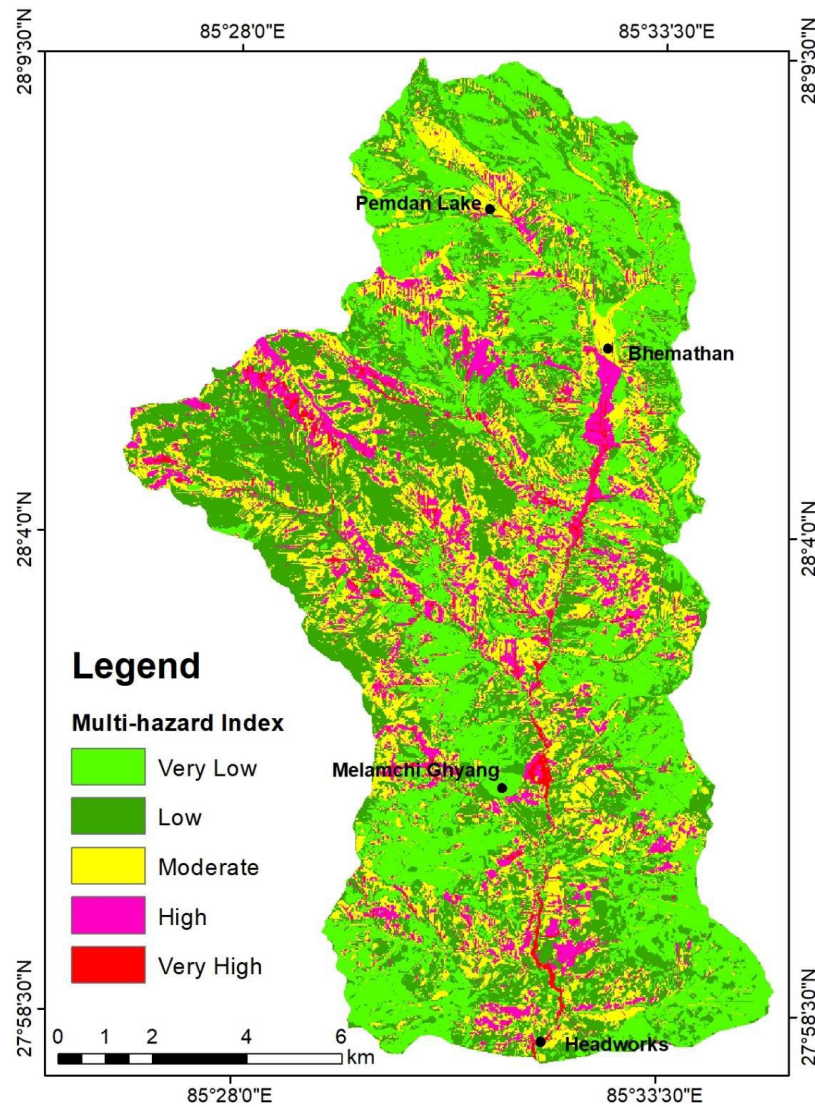 85°28'0"E 85°33'30"E
28°9'30"N 28°9'30"N
Pemdan Lake
Bhemathan
28°4'0"N 28°4'0"N
Legend
Multi-hazard Index
Very Low
Low
Moderate
High
Very High
Melamchi Ghyang
27°58'30"N 27°58'30"N
Headworks
0 1 2 4 6
km
85°28'0"E 85°33'30"E